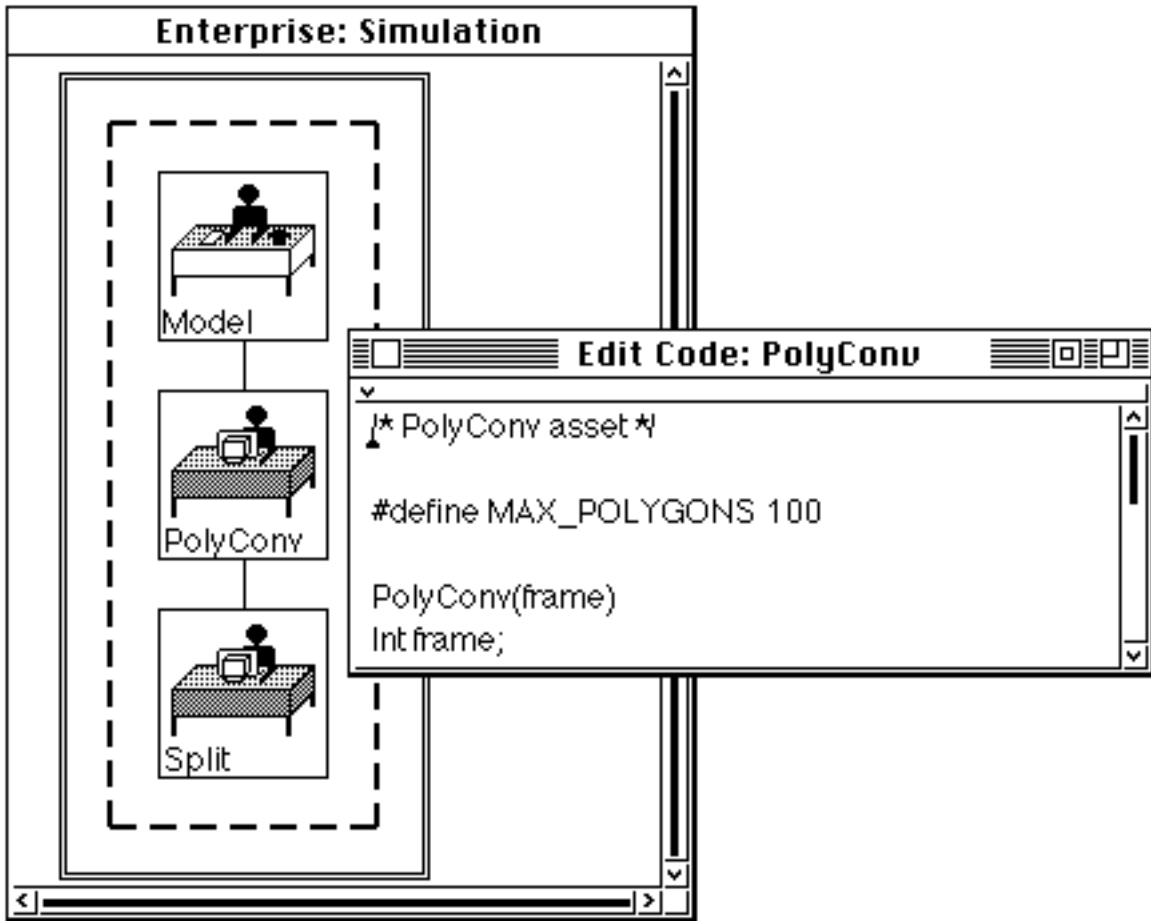 Enterprise: Simulation
Model
PolyConv
Split
Edit Code: PolyConv
/* PolyConv asset */
#define MAX_POLYGONS 100
PolyConv(frame)
Int frame;